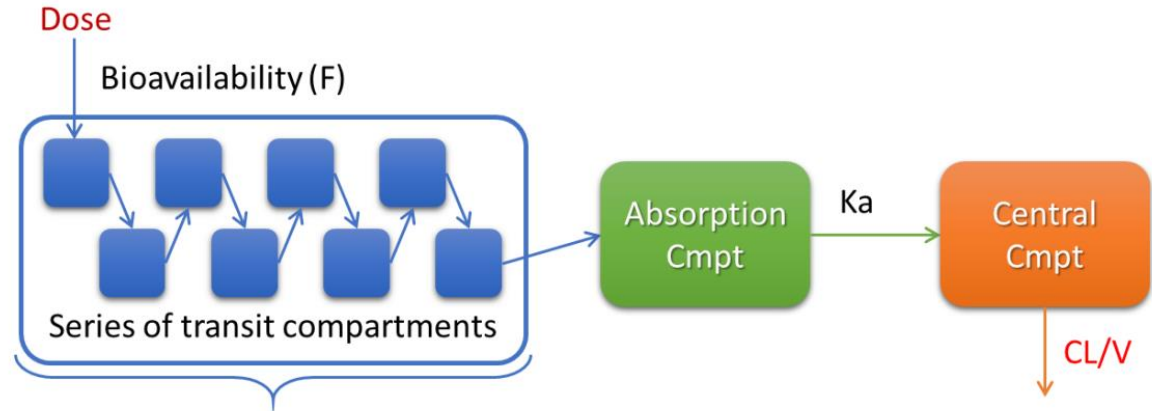 Dose
Bioavailability (F)
Series of transit compartments
Absorption
Cmpt
Ka
Central
Cmpt
CL/V